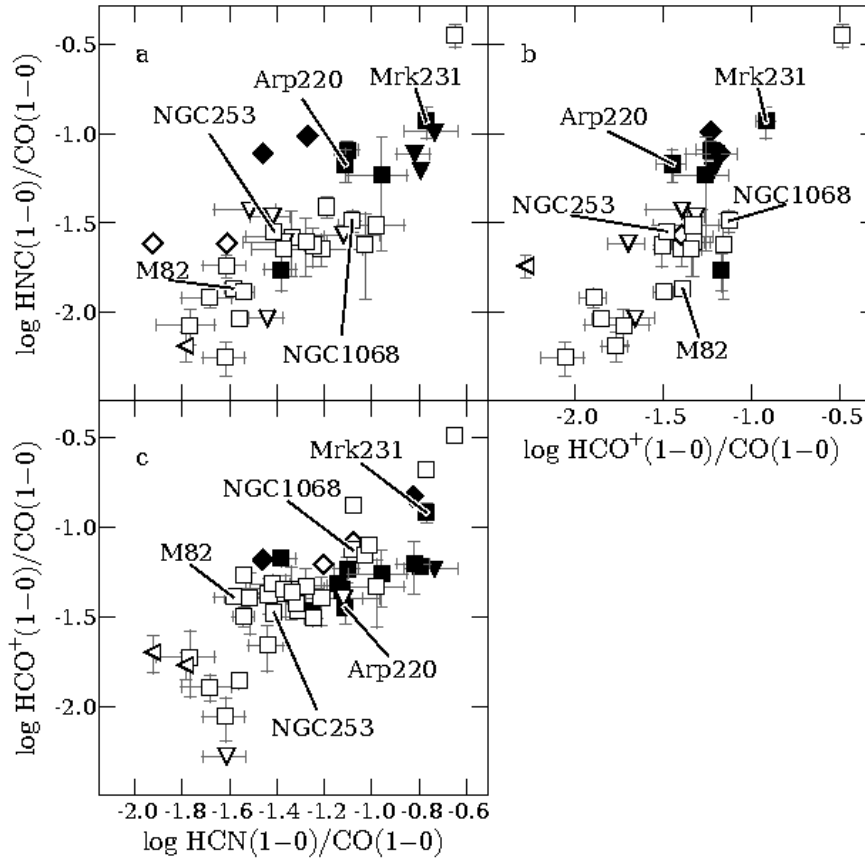 a
b
-0.5
-1.0
-1.5
-2.0
log HNC(1−0)/CO(1−0)
Arp220
Mrk231
NGC253
M82
NGC1068
Mrk231
Arp220
NGC253
NGC1068
M82
-2.0 -1.5 -1.0 -0.5
log HCO+(1−0)/CO(1−0)
c
-0.5
-1.0
-1.5
-2.0
log HCO+(1−0)/CO(1−0)
Mrk231
NGC1068
M82
Arp220
NGC253
-2.0 -1.8 -1.6 -1.4 -1.2 -1.0 -0.8 -0.6
log HCN(1−0)/CO(1−0)